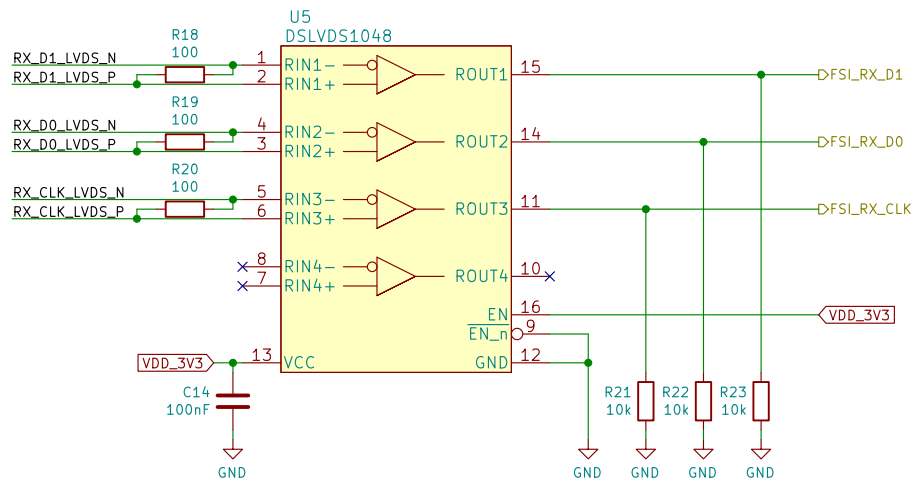 U5
DSLVDS1048
R18
100
RX_D1_LVDS_N
RX_D1_LVDS_P
1
2
RIN1-
RIN1+
ROUT1
15
FSI_RX_D1
R19
100
RX_D0_LVDS_N
RX_D0_LVDS_P
4
3
RIN2-
RIN2+
ROUT2
14
FSI_RX_D0
R20
100
RX_CLK_LVDS_N
RX_CLK_LVDS_P
5
6
RIN3-
RIN3+
ROUT3
11
FSI_RX_CLK
8
7
RIN4-
RIN4+
ROUT4
10
EN
16
VDD_3V3
EN_n
9
VDD_3V3
13
VCC
GND
12
C14
100nF
R21
10k
R22
10k
R23
10k
GND
GND
GND
GND
GND